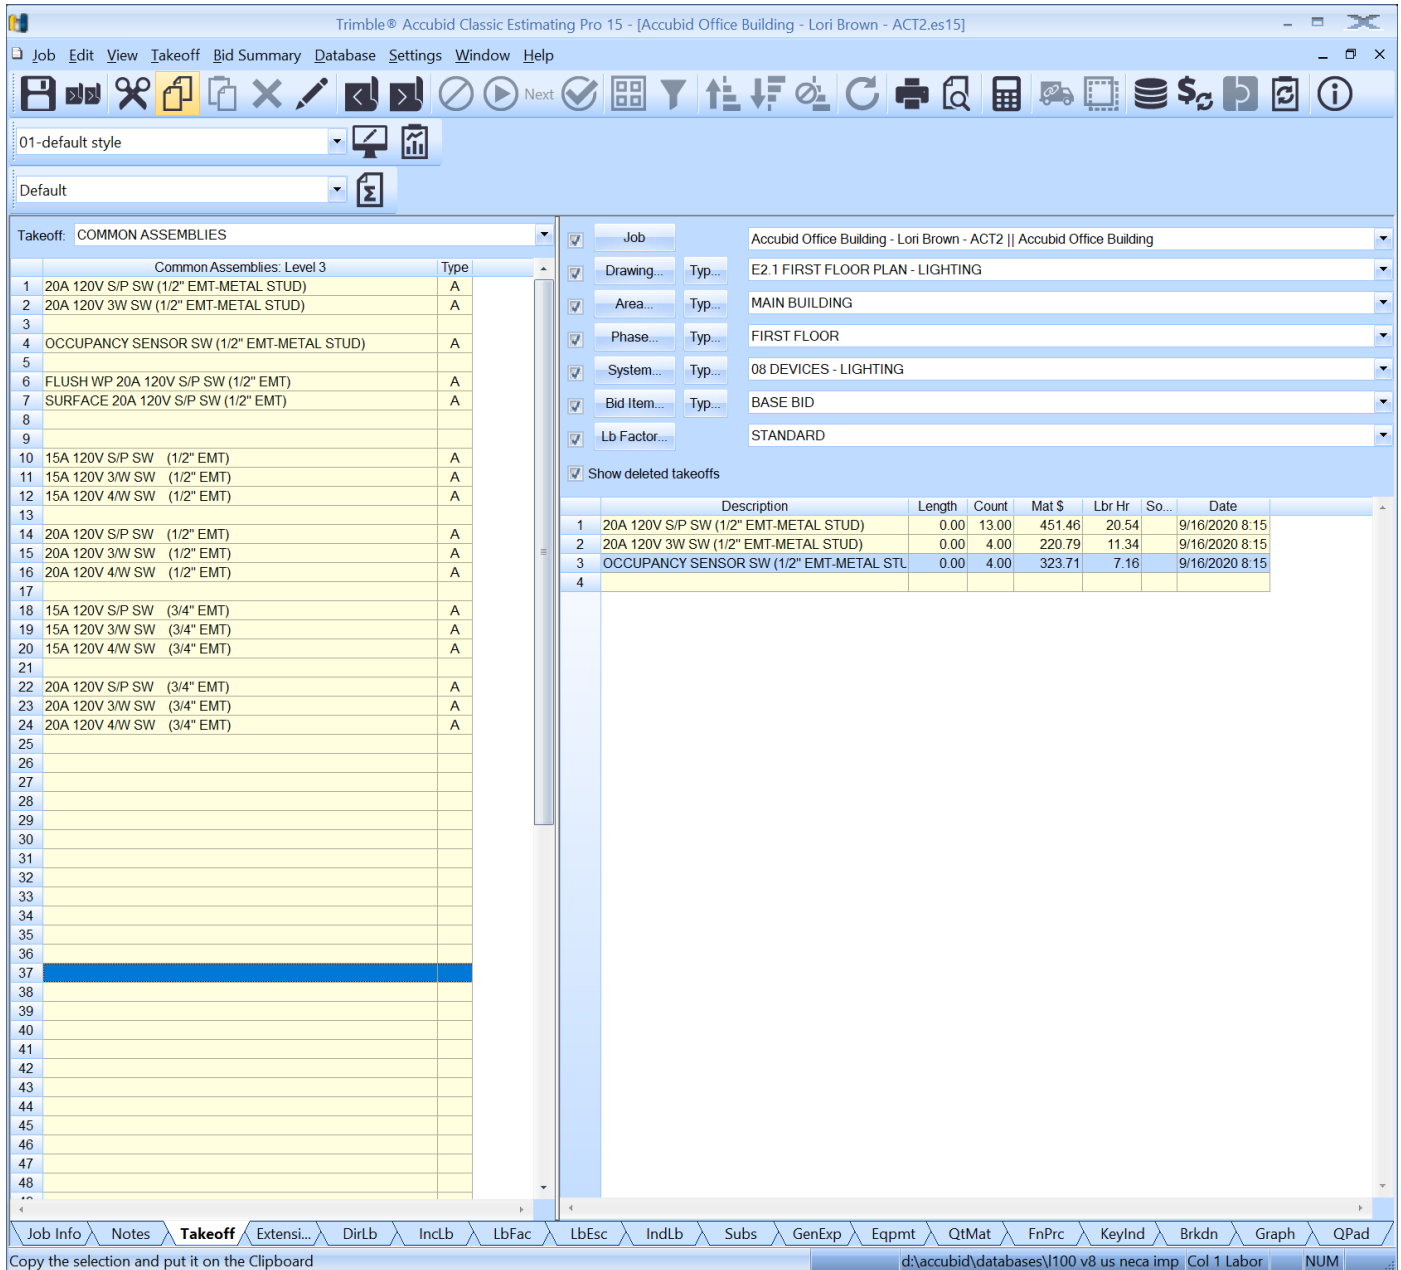 Trimble® Accubid Classic Estimating Pro 15 - [Accubid Office Building - Lori Brown - ACT2.es15]
Job Edit View Takeoff Bid Summary Database Settings Window Help
Next
01-default style
Default
Takeoff: COMMON ASSEMBLIES
Common Assemblies: Level 3 Type
1 20A 120V S/P SW (1/2" EMT-METAL STUD) A
2 20A 120V 3W SW (1/2" EMT-METAL STUD) A
3
4 OCCUPANCY SENSOR SW (1/2" EMT-METAL STUD) A
5
6 FLUSH WP 20A 120V S/P SW (1/2" EMT) A
7 SURFACE 20A 120V S/P SW (1/2" EMT) A
8
9
10 15A 120V S/P SW (1/2" EMT) A
11 15A 120V 3/W SW (1/2" EMT) A
12 15A 120V 4/W SW (1/2" EMT) A
13
14 20A 120V S/P SW (1/2" EMT) A
15 20A 120V 3/W SW (1/2" EMT) A
16 20A 120V 4/W SW (1/2" EMT) A
17
18 15A 120V S/P SW (3/4" EMT) A
19 15A 120V 3/W SW (3/4" EMT) A
20 15A 120V 4/W SW (3/4" EMT) A
21
22 20A 120V S/P SW (3/4" EMT) A
23 20A 120V 3/W SW (3/4" EMT) A
24 20A 120V 4/W SW (3/4" EMT) A
25
26
27
28
29
30
31
32
33
34
35
36
37
38
39
40
41
42
43
44
45
46
47
48
Job Accubid Office Building - Lori Brown - ACT2 || Accubid Office Building
Drawing... Typ... E2.1 FIRST FLOOR PLAN - LIGHTING
Area... Typ... MAIN BUILDING
Phase... Typ... FIRST FLOOR
System... Typ... 08 DEVICES - LIGHTING
Bid Item... Typ... BASE BID
Lb Factor... STANDARD
Show deleted takeoffs
Description Length Count Mat $ Lbr Hr So... Date
1 20A 120V S/P SW (1/2" EMT-METAL STUD) 0.00 13.00 451.46 20.54 9/16/2020 8:15
2 20A 120V 3W SW (1/2" EMT-METAL STUD) 0.00 4.00 220.79 11.34 9/16/2020 8:15
3 OCCUPANCY SENSOR SW (1/2" EMT-METAL STU 0.00 4.00 323.71 7.16 9/16/2020 8:15
4
Job Info Notes Takeoff Extensi... DirLb IncLb LbFac LbEsc IndLb Subs GenExp Eqpmt QtMat FnPrc KeyInd Brkdn Graph QPad
Copy the selection and put it on the Clipboard d:\accubid\databases\l100 v8 us neca imp Col 1 Labor NUM